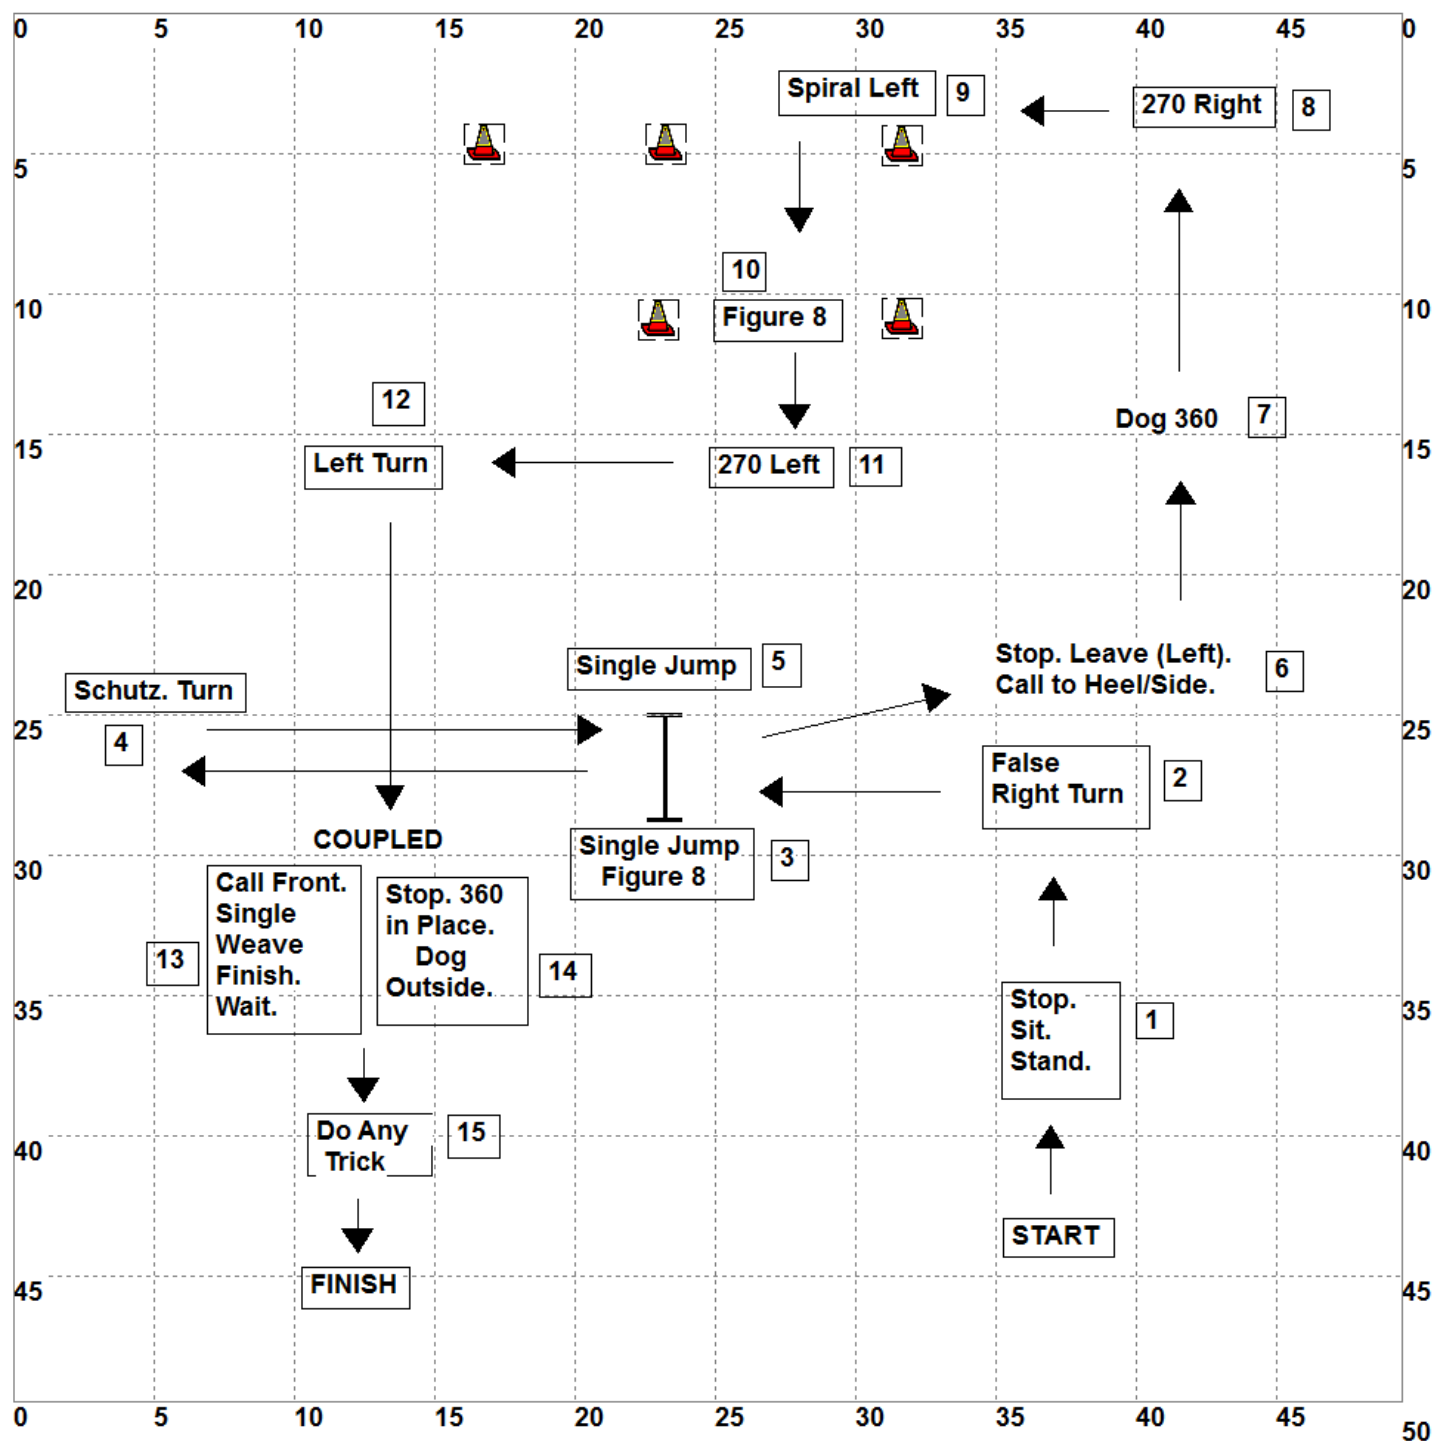 0 5 10 15 20 25 30 35 40 45 0
Spiral Left 9
270 Right 8
5 5
10
10 Figure 8 10
12
Dog 360 7
15 15
Left Turn
270 Left 11
20 20
Single Jump 5
Stop. Leave (Left).
Call to Heel/Side.
6
Schutz. Turn
4
25 25
False
Right Turn
2
COUPLED
Single Jump
Figure 8
3
30 30
Call Front.
Single
Weave
Finish.
Wait.
13
Stop. 360
in Place.
Dog
Outside.
14
35 35
Stop.
Sit.
Stand.
1
Do Any
Trick
15
40 40
START
FINISH
45 45
0 5 10 15 20 25 30 35 40 45 50